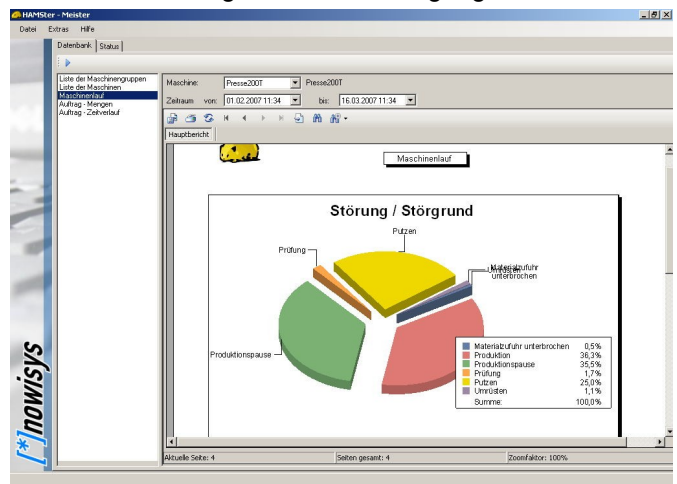 HAMSter - Meister
Datei Extras Hilfe
Datenbank Status
Liste der Maschinengruppen
Liste der Maschinen
Maschinenlauf
Auftrag - Mengen
Auftrag - Zeitverlauf
Maschine: Presse200T Presse200T
Zeitraum von: 01.02.2007 11:34 bis: 16.03.2007 11:34
Hauptbericht
Maschinenlauf
Störung / Störgrund
Putzen
Prüfung
Materialzufuhr unterbrochen
Umrüsten
Produktionspause
Materialzufuhr unterbrochen 0,5%
Produktion 36,3%
Produktionspause 35,5%
Prüfung 1,7%
Putzen 25,0%
Umrüsten 1,1%
Summe: 100,0%
[*]nowisys
Aktuelle Seite: 4 Seiten gesamt: 4 Zoomfaktor: 100%